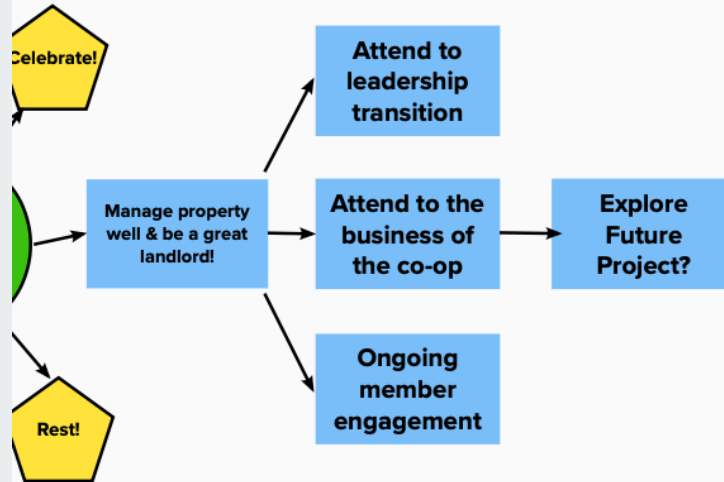 Celebrate!
Attend to
leadership
transition
Manage property
well & be a great
landlord!
Attend to the
business of
the co-op
Explore
Future
Project?
Ongoing
member
engagement
Rest!